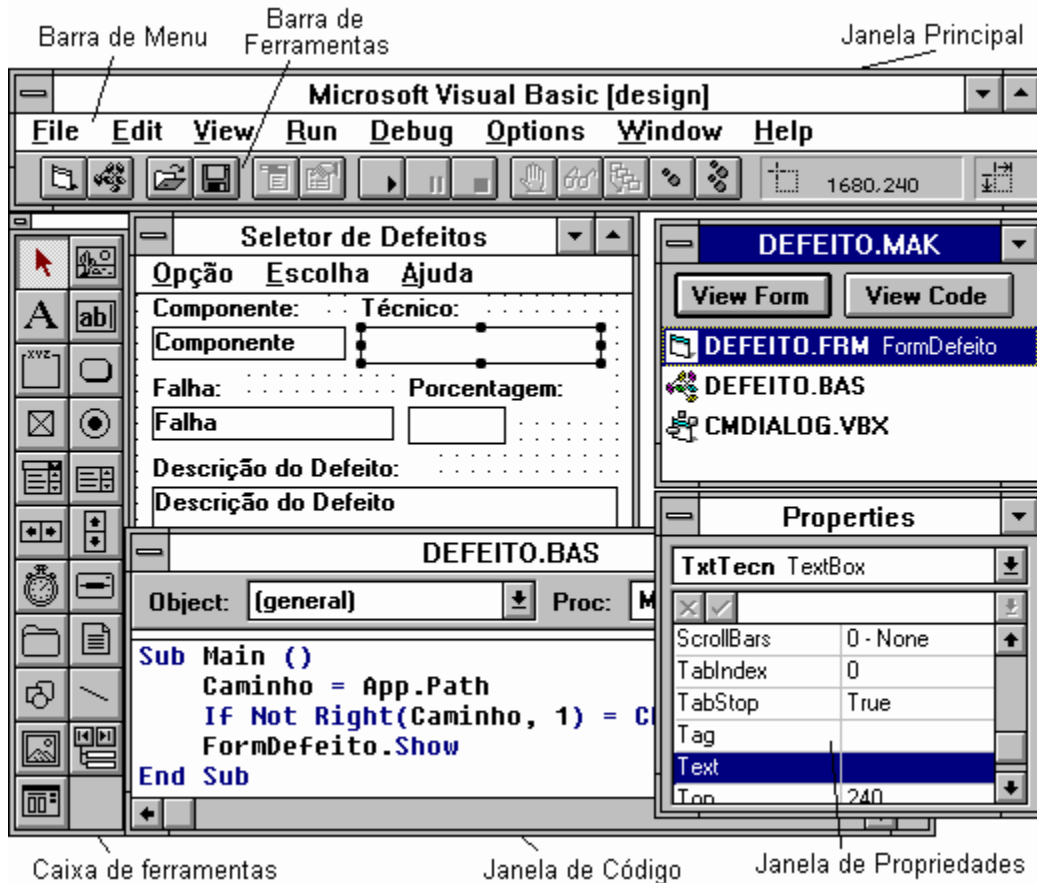 Barra de Menu
Barra de
Ferramentas
Janela Principal
Microsoft Visual Basic [design]
File Edit View Run Debug Options Window Help
1680,240
Seletor de Defeitos
Opção Escolha Ajuda
Componente: Técnico:
Componente
Falha: Porcentagem:
Falha
Descrição do Defeito:
Descrição do Defeito
DEFEITO.MAK
View Form View Code
DEFEITO.FRM FormDefeito
DEFEITO.BAS
CMDIALOG.VBX
A ab
XYZ
DEFEITO.BAS
Object: (general) Proc: M
Sub Main ()
Caminho = App.Path
If Not Right(Caminho, 1) =
FormDefeito.Show
End Sub
Properties
TxtTecn TextBox
ScrollBars 0 - None
TabIndex 0
TabStop True
Tag
Text
Top 240
Caixa de ferramentas
Janela de Código
Janela de Propriedades